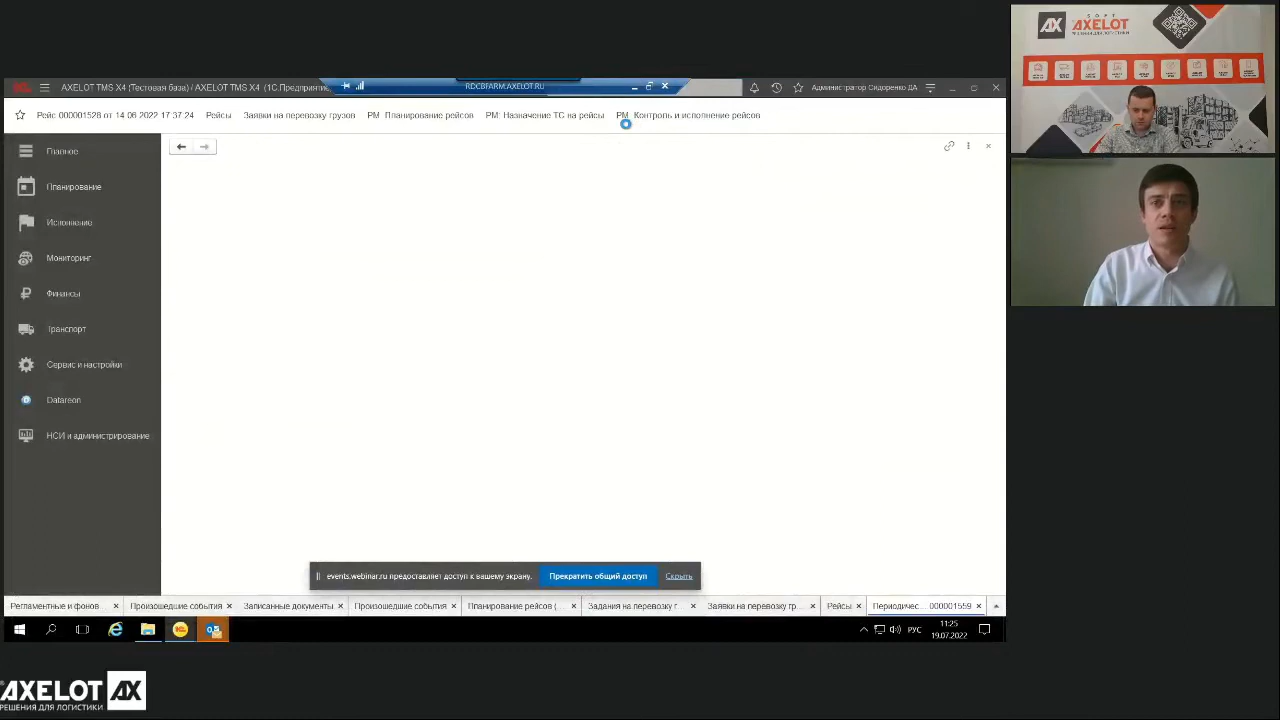 RDCBFARM.AXELOT.RU
AXELOT TMS X4 (Тестовая база) / AXELOT TMS X4 (1С:Предприятие
Администратор Сидоренко ДА
Рейс 000001528 от 14 06 2022 17 37 24
Рейсы
Заявки на перевозку грузов
РМ Планирование рейсов
РМ: Назначение ТС на рейсы
РМ Контроль и исполнение рейсов
Главное
Планирование
Исполнение
Мониторинг
Финансы
Транспорт
Сервис и настройки
Datareon
НСИ и администрирование
events.webinar.ru предоставляет доступ к вашему экрану.
Прекратить общий доступ
Скрыть
Регламентные и фонов
Произошедшие события
Записанные документы
Произошедшие события
Планирование рейсов (...
Задания на перевозку г...
Заявки на перевозку гр...
Рейсы
Периодичес... 000001559
РУС
11:25
19.07.2022
AXELOT AX
РЕШЕНИЯ ДЛЯ ЛОГИСТИКИ
AX
SOFT
AXELOT